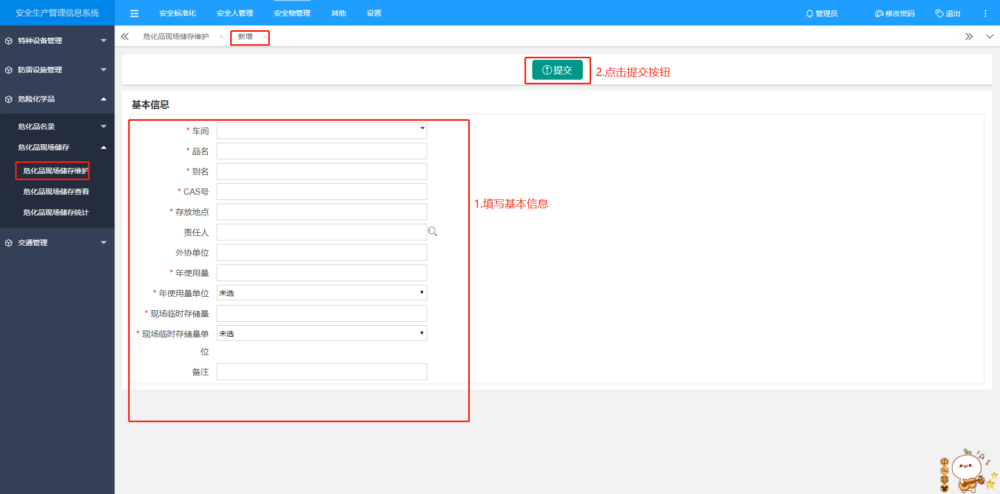 安全生产管理信息系统
安全标准化
安全人管理
安全物管理
其他
设置
管理员
修改密码
退出
特种设备管理
防雷设施管理
危险化学品
危化品名录
危化品现场储存
危化品现场储存维护
危化品现场储存查看
危化品现场储存统计
交通管理
危化品现场储存维护
新增
提交
2.点击提交按钮
基本信息
* 车间
* 品名
* 别名
* CAS号
* 存放地点
责任人
外协单位
* 年使用量
* 年使用量单位 未选
* 现场临时存储量
* 现场临时存储量单 未选
位
备注
1.填写基本信息
中
简